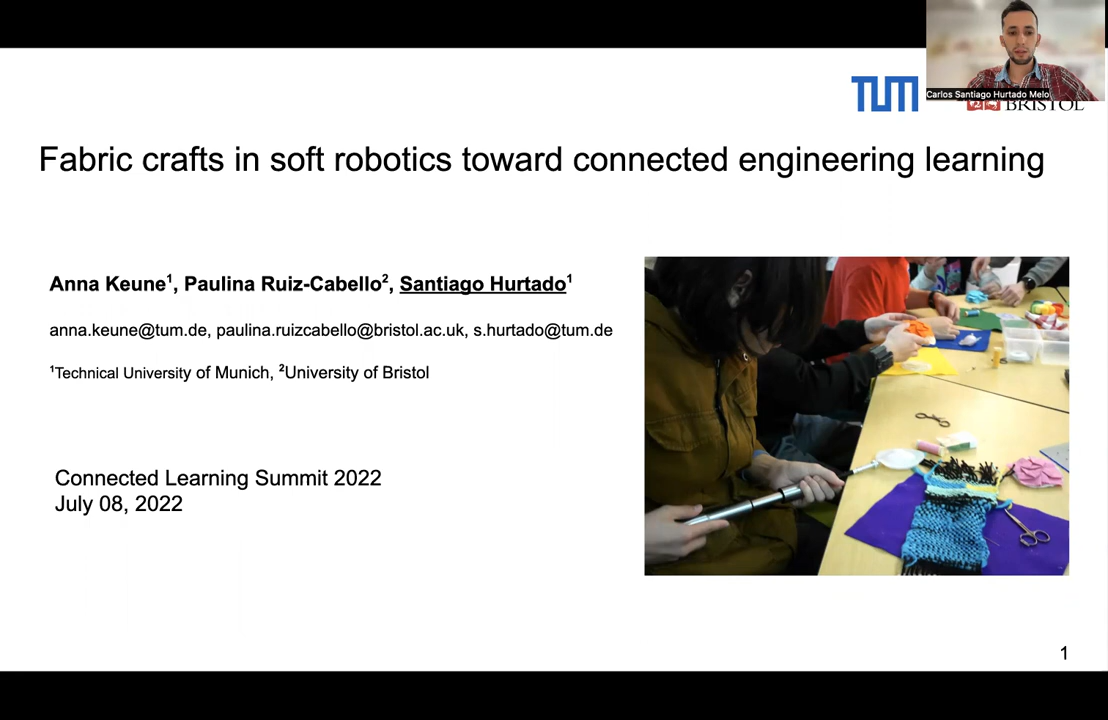 TUM
Carlos Santiago Hurtado Melo
BRISTOL
Fabric crafts in soft robotics toward connected engineering learning
Anna Keune¹, Paulina Ruiz-Cabello², Santiago Hurtado¹
anna.keune@tum.de, paulina.ruizcabello@bristol.ac.uk, s.hurtado@tum.de
¹Technical University of Munich, ²University of Bristol
Connected Learning Summit 2022
July 08, 2022
1